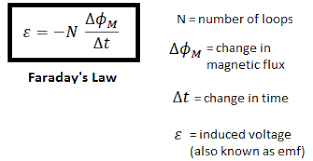 ε = −N ΔϕM / Δt
Faraday's Law
N = number of loops
ΔϕM = change in
magnetic flux
Δt = change in time
ε = induced voltage
(also known as emf)